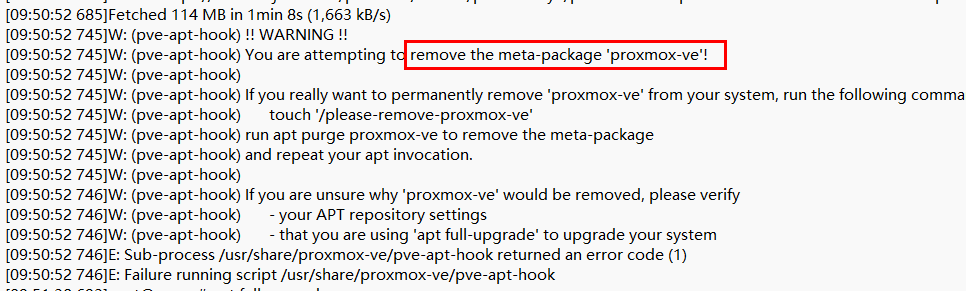 [09:50:52 685]Fetched 114 MB in 1min 8s (1,663 kB/s)
[09:50:52 745]W: (pve-apt-hook) !! WARNING !!
[09:50:52 745]W: (pve-apt-hook) You are attempting to remove the meta-package 'proxmox-ve'!
[09:50:52 745]W: (pve-apt-hook)
[09:50:52 745]W: (pve-apt-hook) If you really want to permanently remove 'proxmox-ve' from your system, run the following comma
[09:50:52 745]W: (pve-apt-hook) touch '/please-remove-proxmox-ve'
[09:50:52 745]W: (pve-apt-hook) run apt purge proxmox-ve to remove the meta-package
[09:50:52 745]W: (pve-apt-hook) and repeat your apt invocation.
[09:50:52 745]W: (pve-apt-hook)
[09:50:52 746]W: (pve-apt-hook) If you are unsure why 'proxmox-ve' would be removed, please verify
[09:50:52 746]W: (pve-apt-hook) - your APT repository settings
[09:50:52 746]W: (pve-apt-hook) - that you are using 'apt full-upgrade' to upgrade your system
[09:50:52 746]E: Sub-process /usr/share/proxmox-ve/pve-apt-hook returned an error code (1)
[09:50:52 746]E: Failure running script /usr/share/proxmox-ve/pve-apt-hook